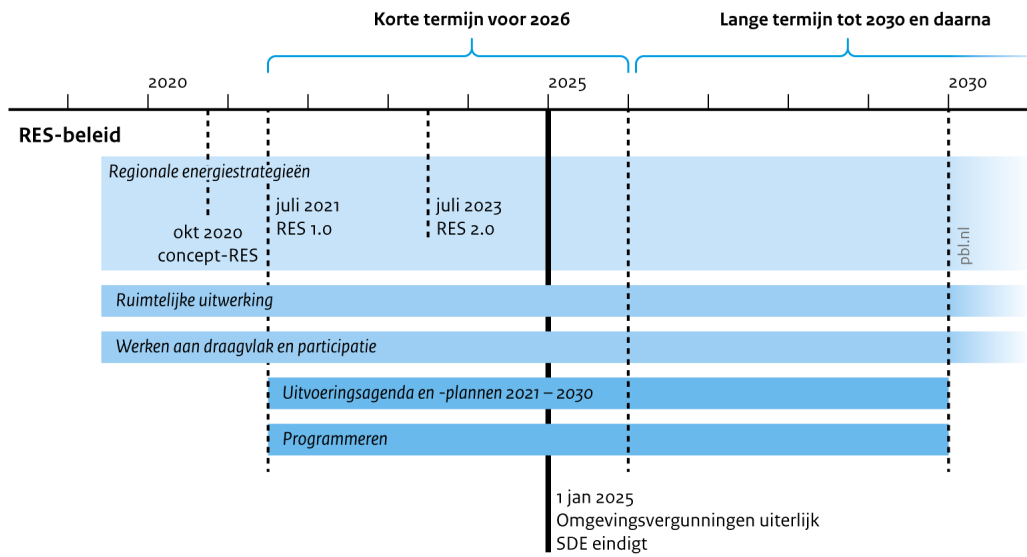 Korte termijn voor 2026
Lange termijn tot 2030 en daarna
2020
2025
2030
RES-beleid
Regionale energiestrategieën
okt 2020
concept-RES
juli 2021
RES 1.0
juli 2023
RES 2.0
pbl.nl
Ruimtelijke uitwerking
Werken aan draagvlak en participatie
Uitvoeringsagenda en -plannen 2021 – 2030
Programmeren
1 jan 2025
Omgevingsvergunningen uiterlijk
SDE eindigt